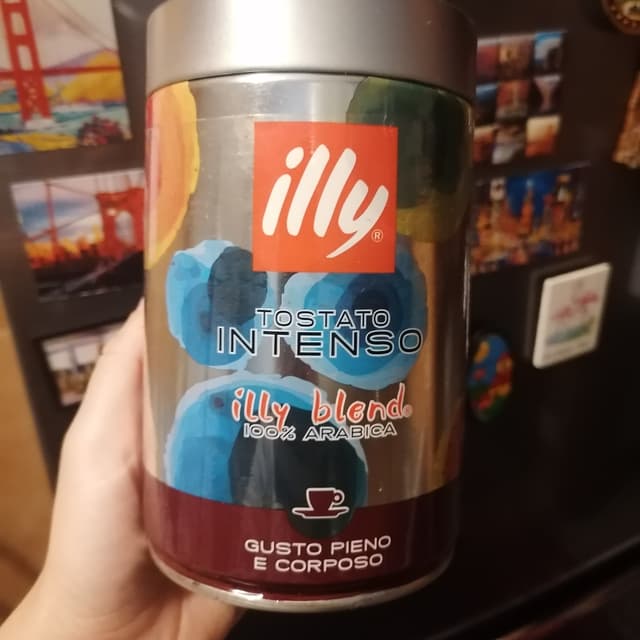 illy®
TOSTATO
INTENSO
illy blend®
100% ARABICA
GUSTO PIENO
E CORPOSO